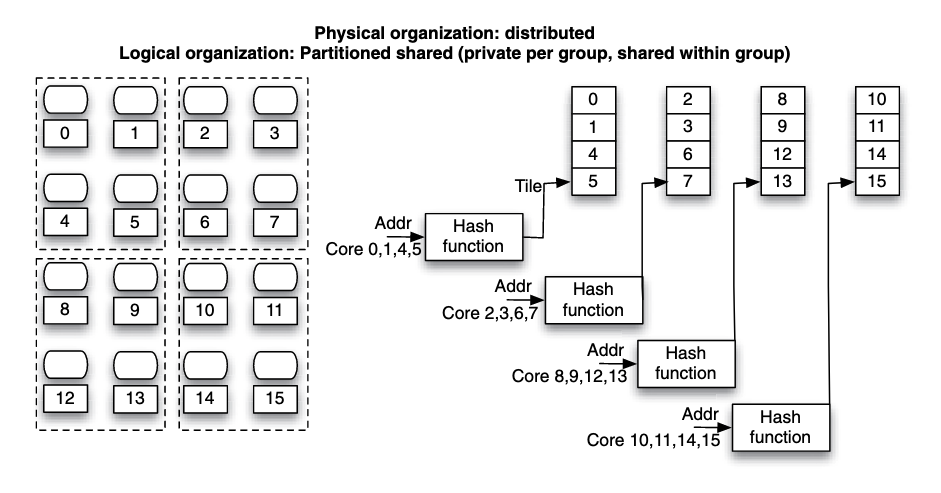 Physical organization: distributed
Logical organization: Partitioned shared (private per group, shared within group)
0 1 2 3
4 5 6 7
8 9 10 11
12 13 14 15
0
1
4
5
2
3
6
7
8
9
12
13
10
11
14
15
Tile
Addr
Core 0,1,4,5
Hash
function
Addr
Core 2,3,6,7
Hash
function
Addr
Core 8,9,12,13
Hash
function
Addr
Core 10,11,14,15
Hash
function